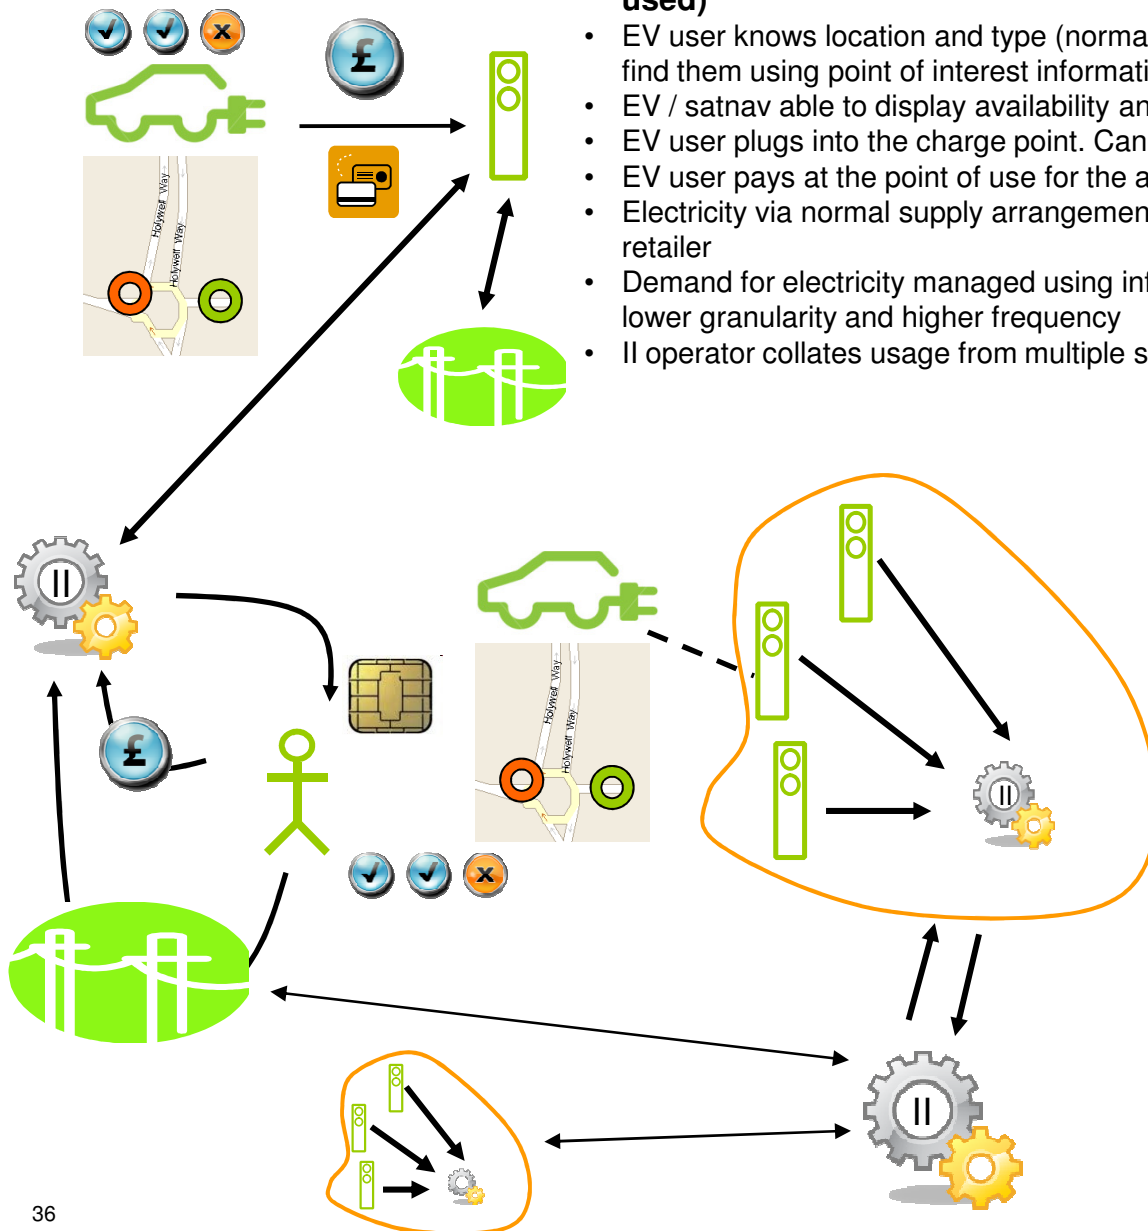 used)
• EV user knows location and type (norma
find them using point of interest informati
• EV / satnav able to display availability an
• EV user plugs into the charge point. Can
• EV user pays at the point of use for the a
• Electricity via normal supply arrangemen
retailer
• Demand for electricity managed using inf
lower granularity and higher frequency
• II operator collates usage from multiple s
£
Holywell Way
Holywell Way
II
£
Holywell Way
Holywell Way
II
II
36